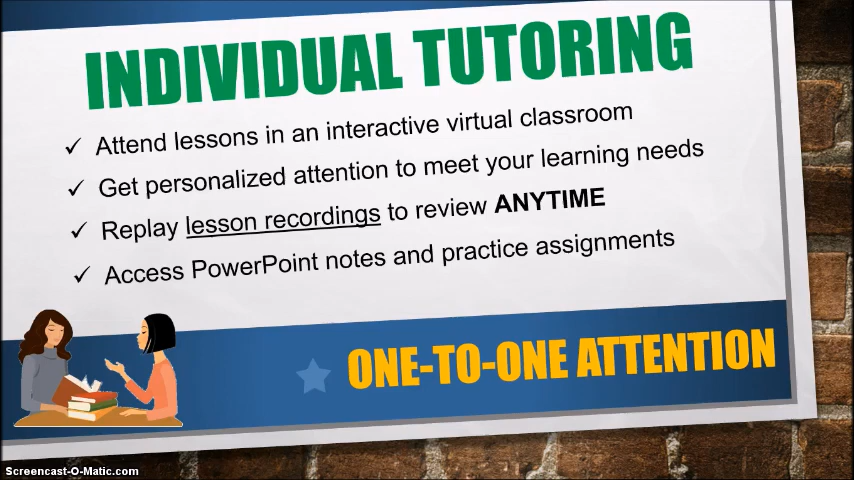 INDIVIDUAL TUTORING
✓ Attend lessons in an interactive virtual classroom
✓ Get personalized attention to meet your learning needs
✓ Replay lesson recordings to review ANYTIME
✓ Access PowerPoint notes and practice assignments
ONE-TO-ONE ATTENTION
Screencast-O-Matic.com